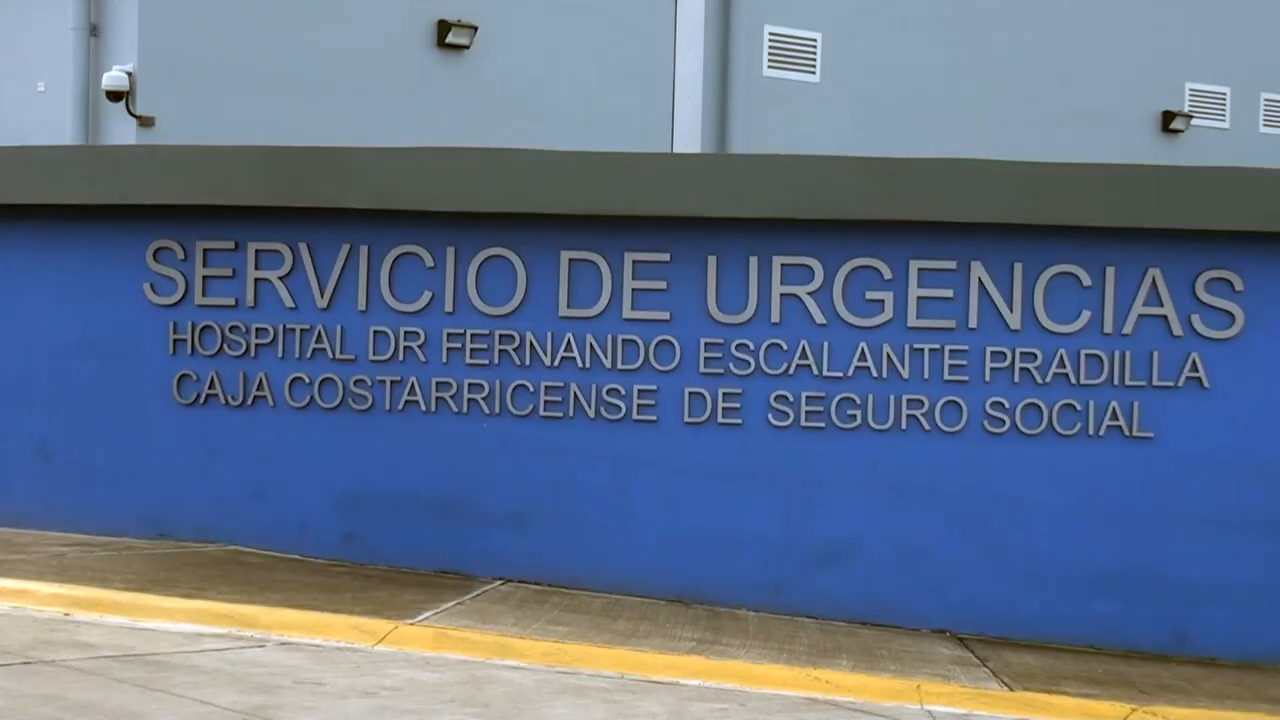 SERVICIO DE URGENCIAS
HOSPITAL DR FERNANDO ESCALANTE PRADILLA
CAJA COSTARRICENSE DE SEGURO SOCIAL